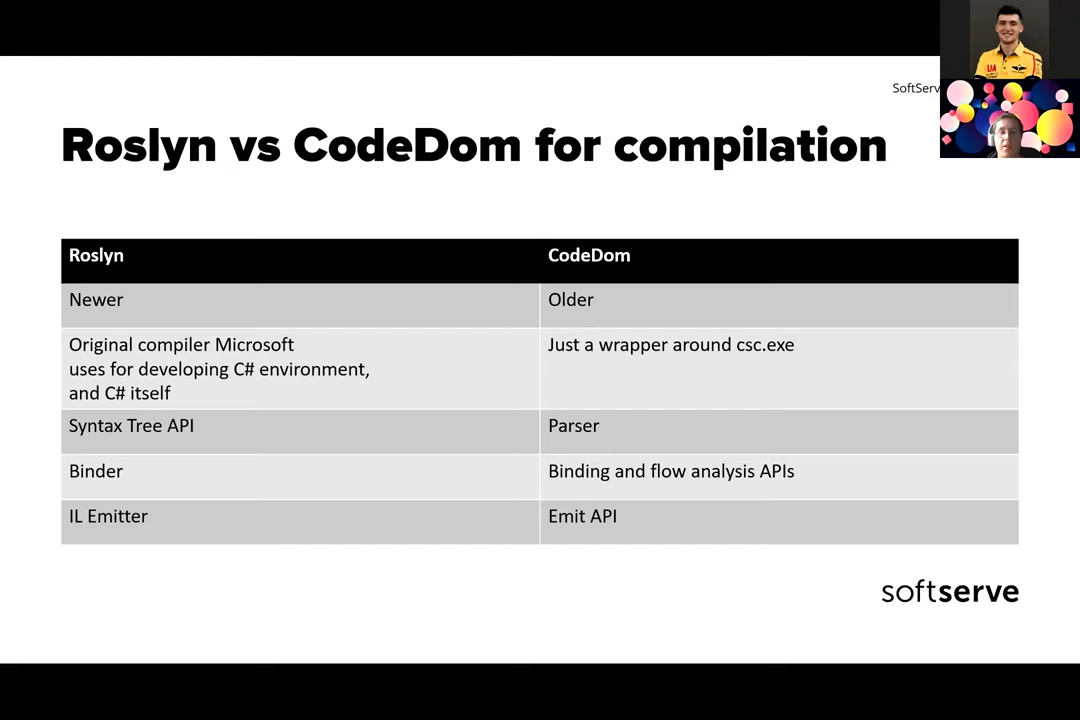 SoftServ
Roslyn vs CodeDom for compilation
Roslyn
CodeDom
Newer
Older
Original compiler Microsoft
uses for developing C# environment,
and C# itself
Just a wrapper around csc.exe
Syntax Tree API
Parser
Binder
Binding and flow analysis APIs
IL Emitter
Emit API
softserve
UA